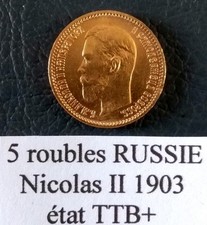 5 roubles RUSSIE
Nicolas II 1903
état TTB+